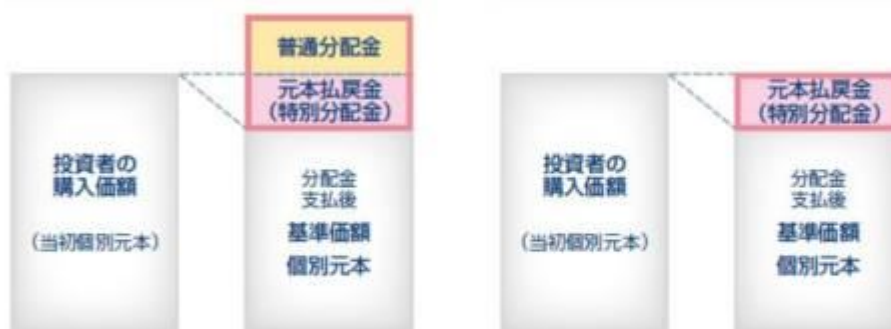 普通分配金
元本払戻金
(特別分配金)
投資者の
購入価額
(当初個別元本)
分配金
支払後
基準価額
個別元本
元本払戻金
(特別分配金)
投資者の
購入価額
(当初個別元本)
分配金
支払後
基準価額
個別元本